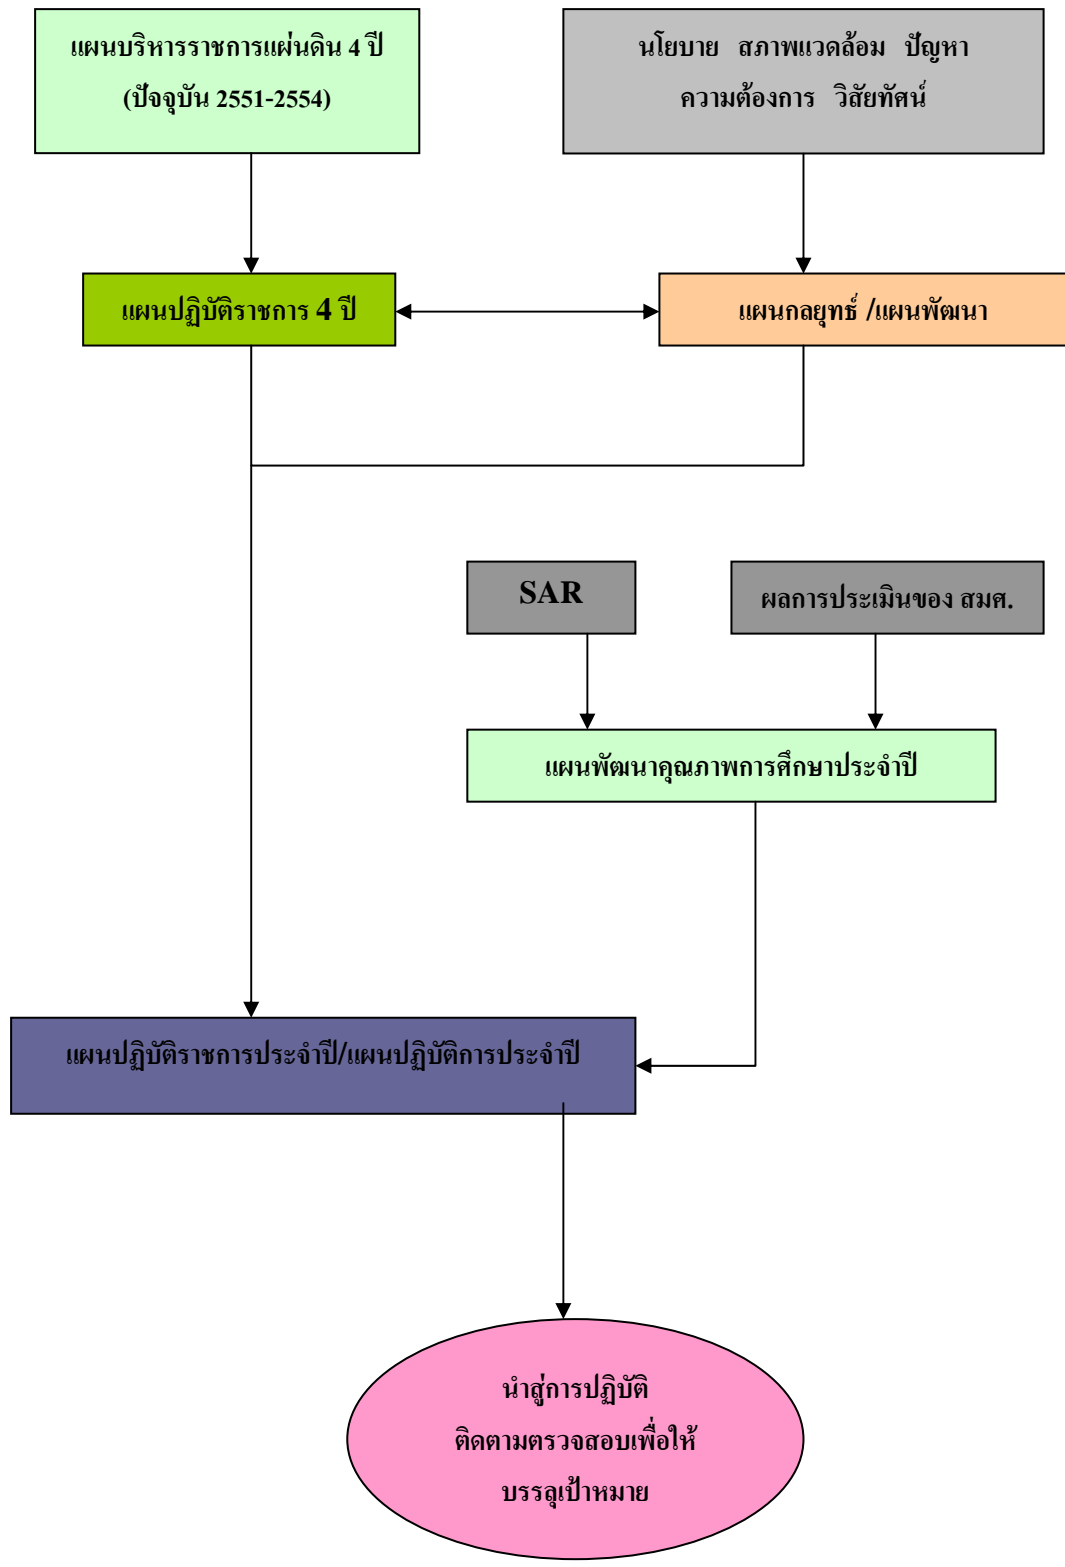 แผนบริหารราชการแผ่นดิน 4 ปี
(ปัจจุบัน 2551-2554)
นโยบาย สภาพแวดล้อม ปัญหา
ความต้องการ วิสัยทัศน์
แผนปฏิบัติราชการ 4 ปี
แผนกลยุทธ์ /แผนพัฒนา
SAR
ผลการประเมินของ สมศ.
แผนพัฒนาคุณภาพการศึกษาประจำปี
แผนปฏิบัติราชการประจำปี/แผนปฏิบัติการประจำปี
นำสู่การปฏิบัติ
ติดตามตรวจสอบเพื่อให้
บรรลุเป้าหมาย